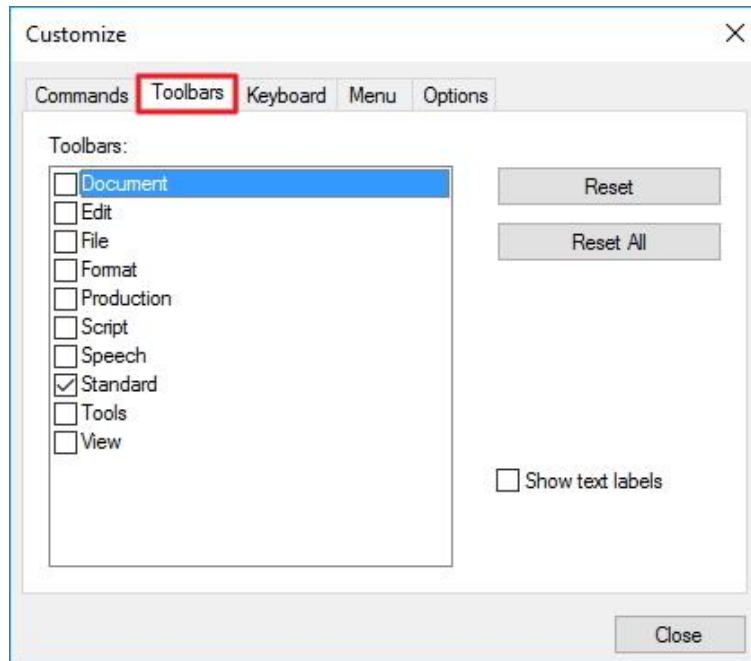 Customize
Commands Toolbars Keyboard Menu Options
Toolbars:
Document
Edit
File
Format
Production
Script
Speech
Standard
Tools
View
Reset
Reset All
Show text labels
Close